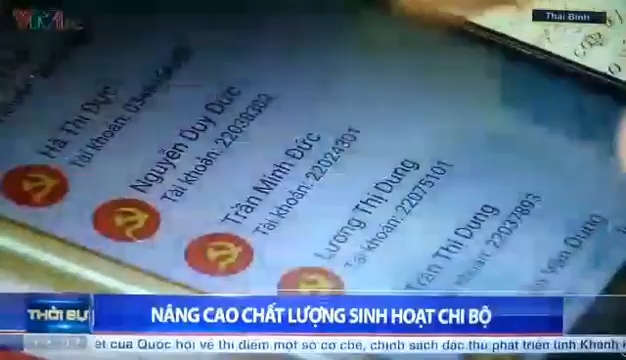 VTV1
Thái Bình
Hà Thị Đức
Tài khoản:
Nguyễn Duy Đức
Tài khoản: 22030302
Trần Minh Đức
Tài khoản: 22024301
Lương Thị Dung
Tài khoản: 22075101
Trần Thị Dung
khoản: 22037893
Văn Dung
THỜI SỰ
NÂNG CAO CHẤT LƯỢNG SINH HOẠT CHI BỘ
ết của Quốc hội về thí điểm một số cơ chế, chính sách đặc thù phát triển tỉnh Khánh H